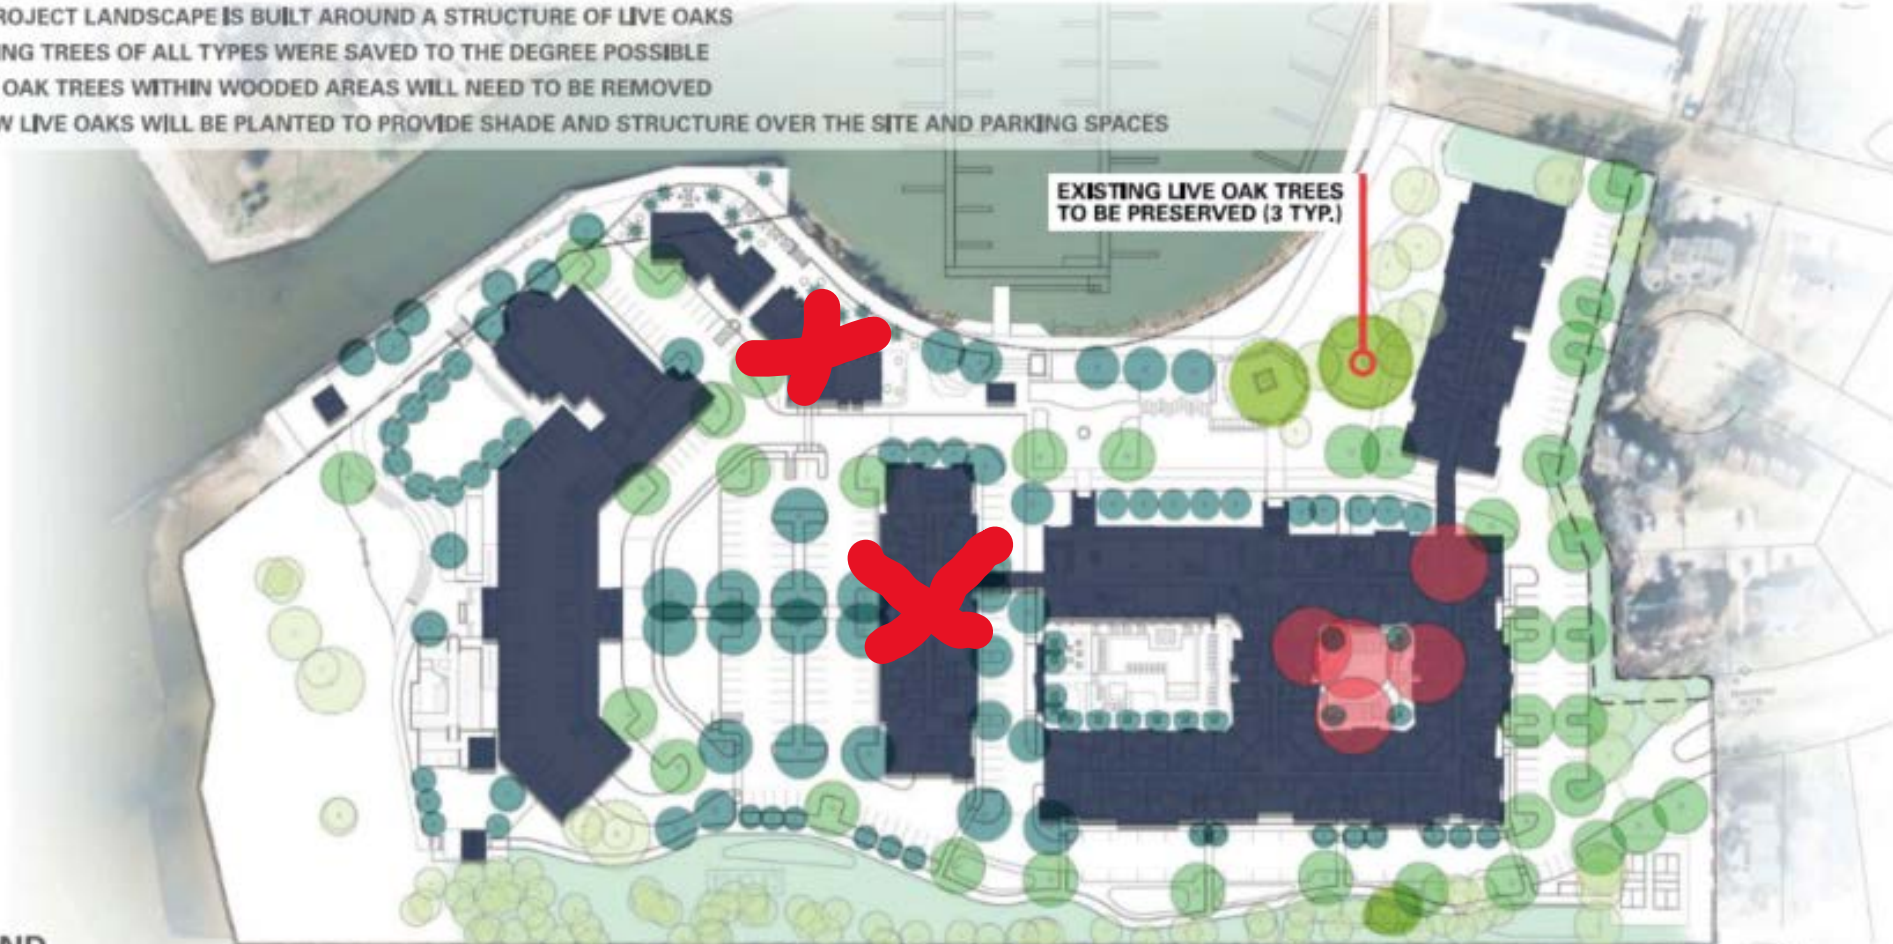 ROJECT LANDSCAPE IS BUILT AROUND A STRUCTURE OF LIVE OAKS
ING TREES OF ALL TYPES WERE SAVED TO THE DEGREE POSSIBLE
OAK TREES WITHIN WOODED AREAS WILL NEED TO BE REMOVED
W LIVE OAKS WILL BE PLANTED TO PROVIDE SHADE AND STRUCTURE OVER THE SITE AND PARKING SPACES
EXISTING LIVE OAK TREES
TO BE PRESERVED (3 TYP.)
ND